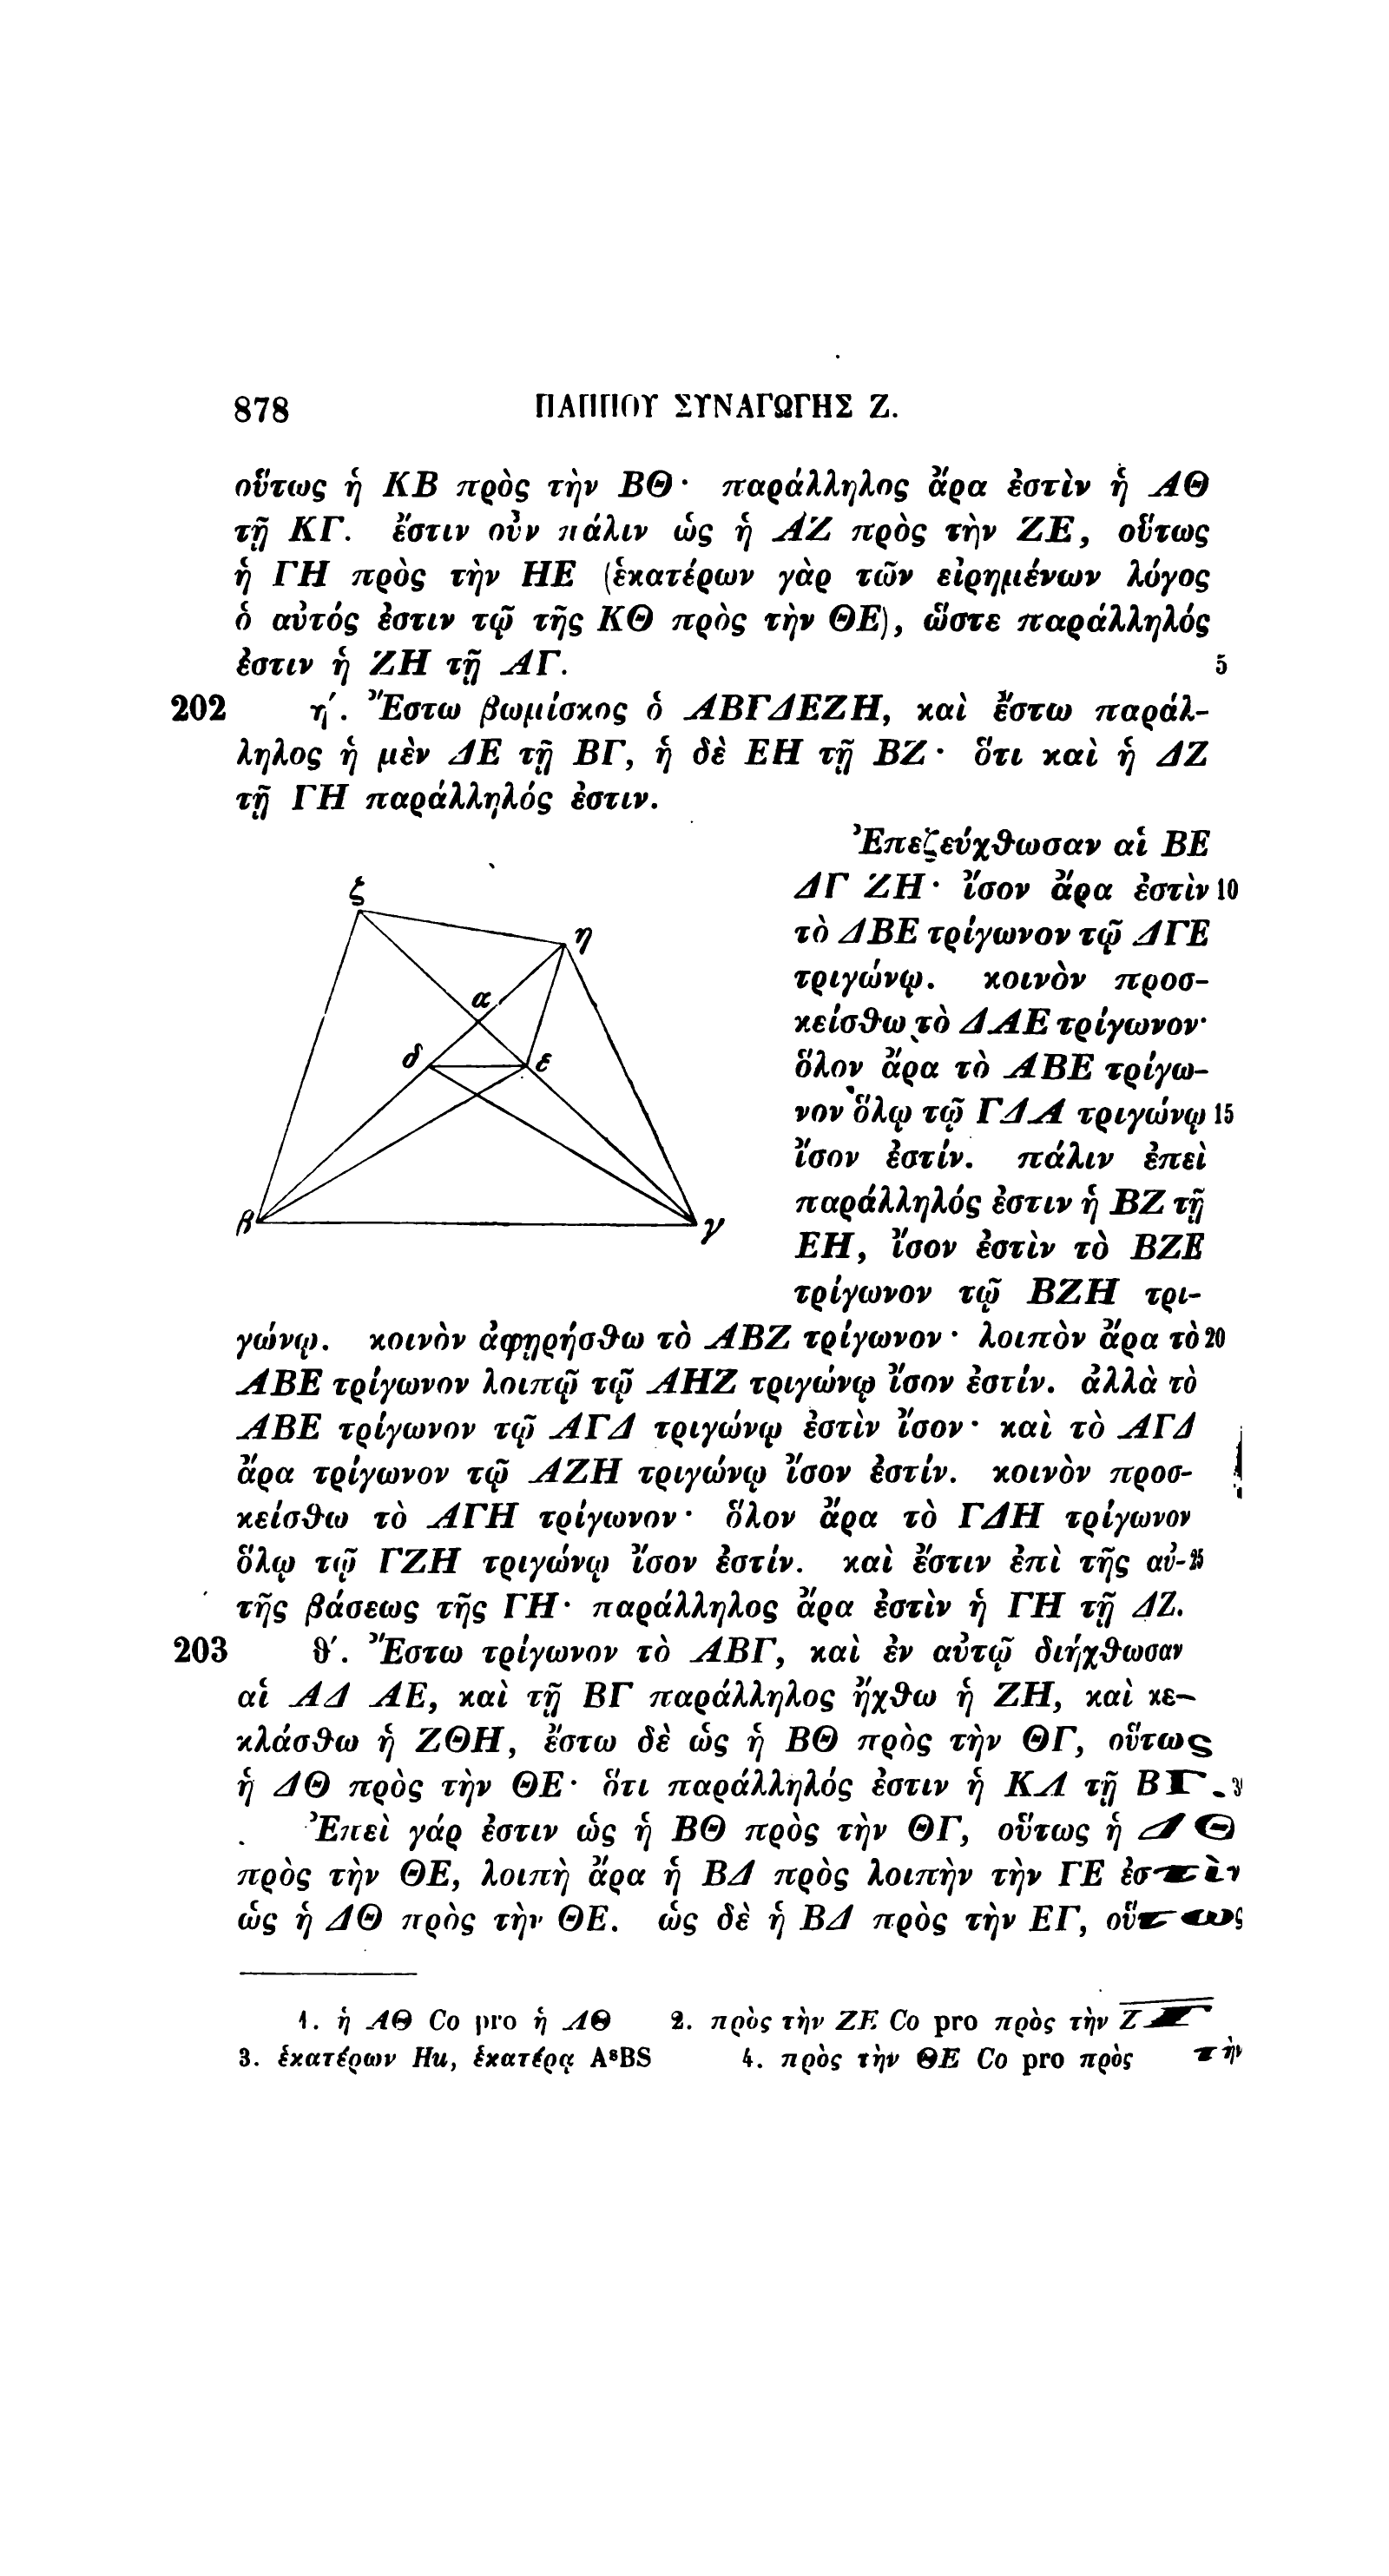 878 ΠΑΠΠΟΥ ΣΥΝΑΓΩΓΗΣ Ζ.
οὕτως ἡ ΚΒ πρὸς τὴν ΒΘ· παράλληλος ἄρα ἐστὶν ἡ ΑΘ
τῇ ΚΓ. ἔστιν οὖν πάλιν ὡς ἡ ΑΖ πρὸς τὴν ΖΕ, οὕτως
ἡ ΓΗ πρὸς τὴν ΗΕ (ἑκατέρων γὰρ τῶν εἰρημένων λόγος
ὁ αὐτός ἐστιν τῷ τῆς ΚΘ πρὸς τὴν ΘΕ), ὥστε παράλληλός
ἐστιν ἡ ΖΗ τῇ ΑΓ. 5
202 η΄. Ἔστω βωμίσκος ὁ ΑΒΓΔΕΖΗ, καὶ ἔστω παράλ-
ληλος ἡ μὲν ΔΕ τῇ ΒΓ, ἡ δὲ ΕΗ τῇ ΒΖ· ὅτι καὶ ἡ ΔΖ
τῇ ΓΗ παράλληλός ἐστιν.
Ἐπεζεύχθωσαν αἱ ΒΕ
ΔΓ ΖΗ· ἴσον ἄρα ἐστὶν 10
τὸ ΔΒΕ τρίγωνον τῷ ΔΓΕ
τριγώνῳ. κοινὸν προσ-
κείσθω τὸ ΔΑΕ τρίγωνον·
ὅλον ἄρα τὸ ΑΒΕ τρίγω-
νον ὅλῳ τῷ ΓΔΑ τριγώνῳ 15
ἴσον ἐστίν. πάλιν ἐπεὶ
παράλληλός ἐστιν ἡ ΒΖ τῇ
ΕΗ, ἴσον ἐστὶν τὸ ΒΖΕ
τρίγωνον τῷ ΒΖΗ τρι-
ζ
η
α
δ
ε
β
γ
γώνῳ. κοινὸν ἀφῃρήσθω τὸ ΑΒΖ τρίγωνον· λοιπὸν ἄρα τὸ 20
ΑΒΕ τρίγωνον λοιπῷ τῷ ΑΗΖ τριγώνῳ ἴσον ἐστίν. ἀλλὰ τὸ
ΑΒΕ τρίγωνον τῷ ΑΓΔ τριγώνῳ ἐστὶν ἴσον· καὶ τὸ ΑΓΔ
ἄρα τρίγωνον τῷ ΑΖΗ τριγώνῳ ἴσον ἐστίν. κοινὸν προσ-
κείσθω τὸ ΑΓΗ τρίγωνον· ὅλον ἄρα τὸ ΓΔΗ τρίγωνον
ὅλῳ τῷ ΓΖΗ τριγώνῳ ἴσον ἐστίν. καὶ ἔστιν ἐπὶ τῆς αὐ- 25
τῆς βάσεως τῆς ΓΗ· παράλληλος ἄρα ἐστὶν ἡ ΓΗ τῇ ΔΖ.
203 θ΄. Ἔστω τρίγωνον τὸ ΑΒΓ, καὶ ἐν αὐτῷ διήχθωσαν
αἱ ΑΔ ΑΕ, καὶ τῇ ΒΓ παράλληλος ἤχθω ἡ ΖΗ, καὶ κε-
κλάσθω ἡ ΖΘΗ, ἔστω δὲ ὡς ἡ ΒΘ πρὸς τὴν ΘΓ, οὕτως
ἡ ΔΘ πρὸς τὴν ΘΕ· ὅτι παράλληλός ἐστιν ἡ ΚΛ τῇ ΒΓ.
Ἐπεὶ γάρ ἐστιν ὡς ἡ ΒΘ πρὸς τὴν ΘΓ, οὕτως ἡ ΔΘ
πρὸς τὴν ΘΕ, λοιπὴ ἄρα ἡ ΒΔ πρὸς λοιπὴν τὴν ΓΕ ἐστὶν
ὡς ἡ ΔΘ πρὸς τὴν ΘΕ. ὡς δὲ ἡ ΒΔ πρὸς τὴν ΕΓ, οὕτως
1. ἡ ΑΘ Co pro ἡ ΛΘ 2. πρὸς τὴν ΖΕ Co pro πρὸς τὴν
3. ἑκατέρων Hu, ἑκατέρᾳ AˢBS 4. πρὸς τὴν ΘΕ Co pro πρὸς τὴν